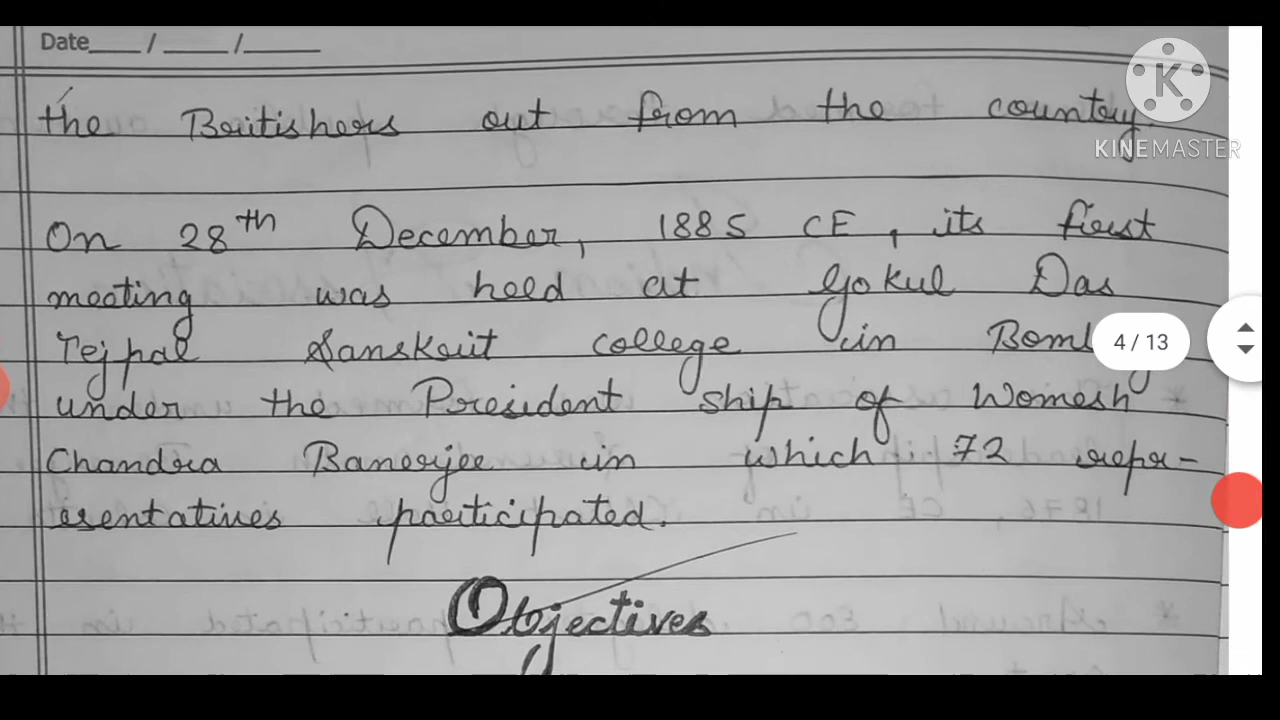 Date___/____/_____
the Britishers out from the country.
KINEMASTER
On 28th December, 1885 CE, its first
meeting was held at Gokul Das
Tejpal Sanskrit college in
4 / 13
under the President ship of Womesh
Chandra Banerjee in which 72 repr-
esentatives participated.
Objectives